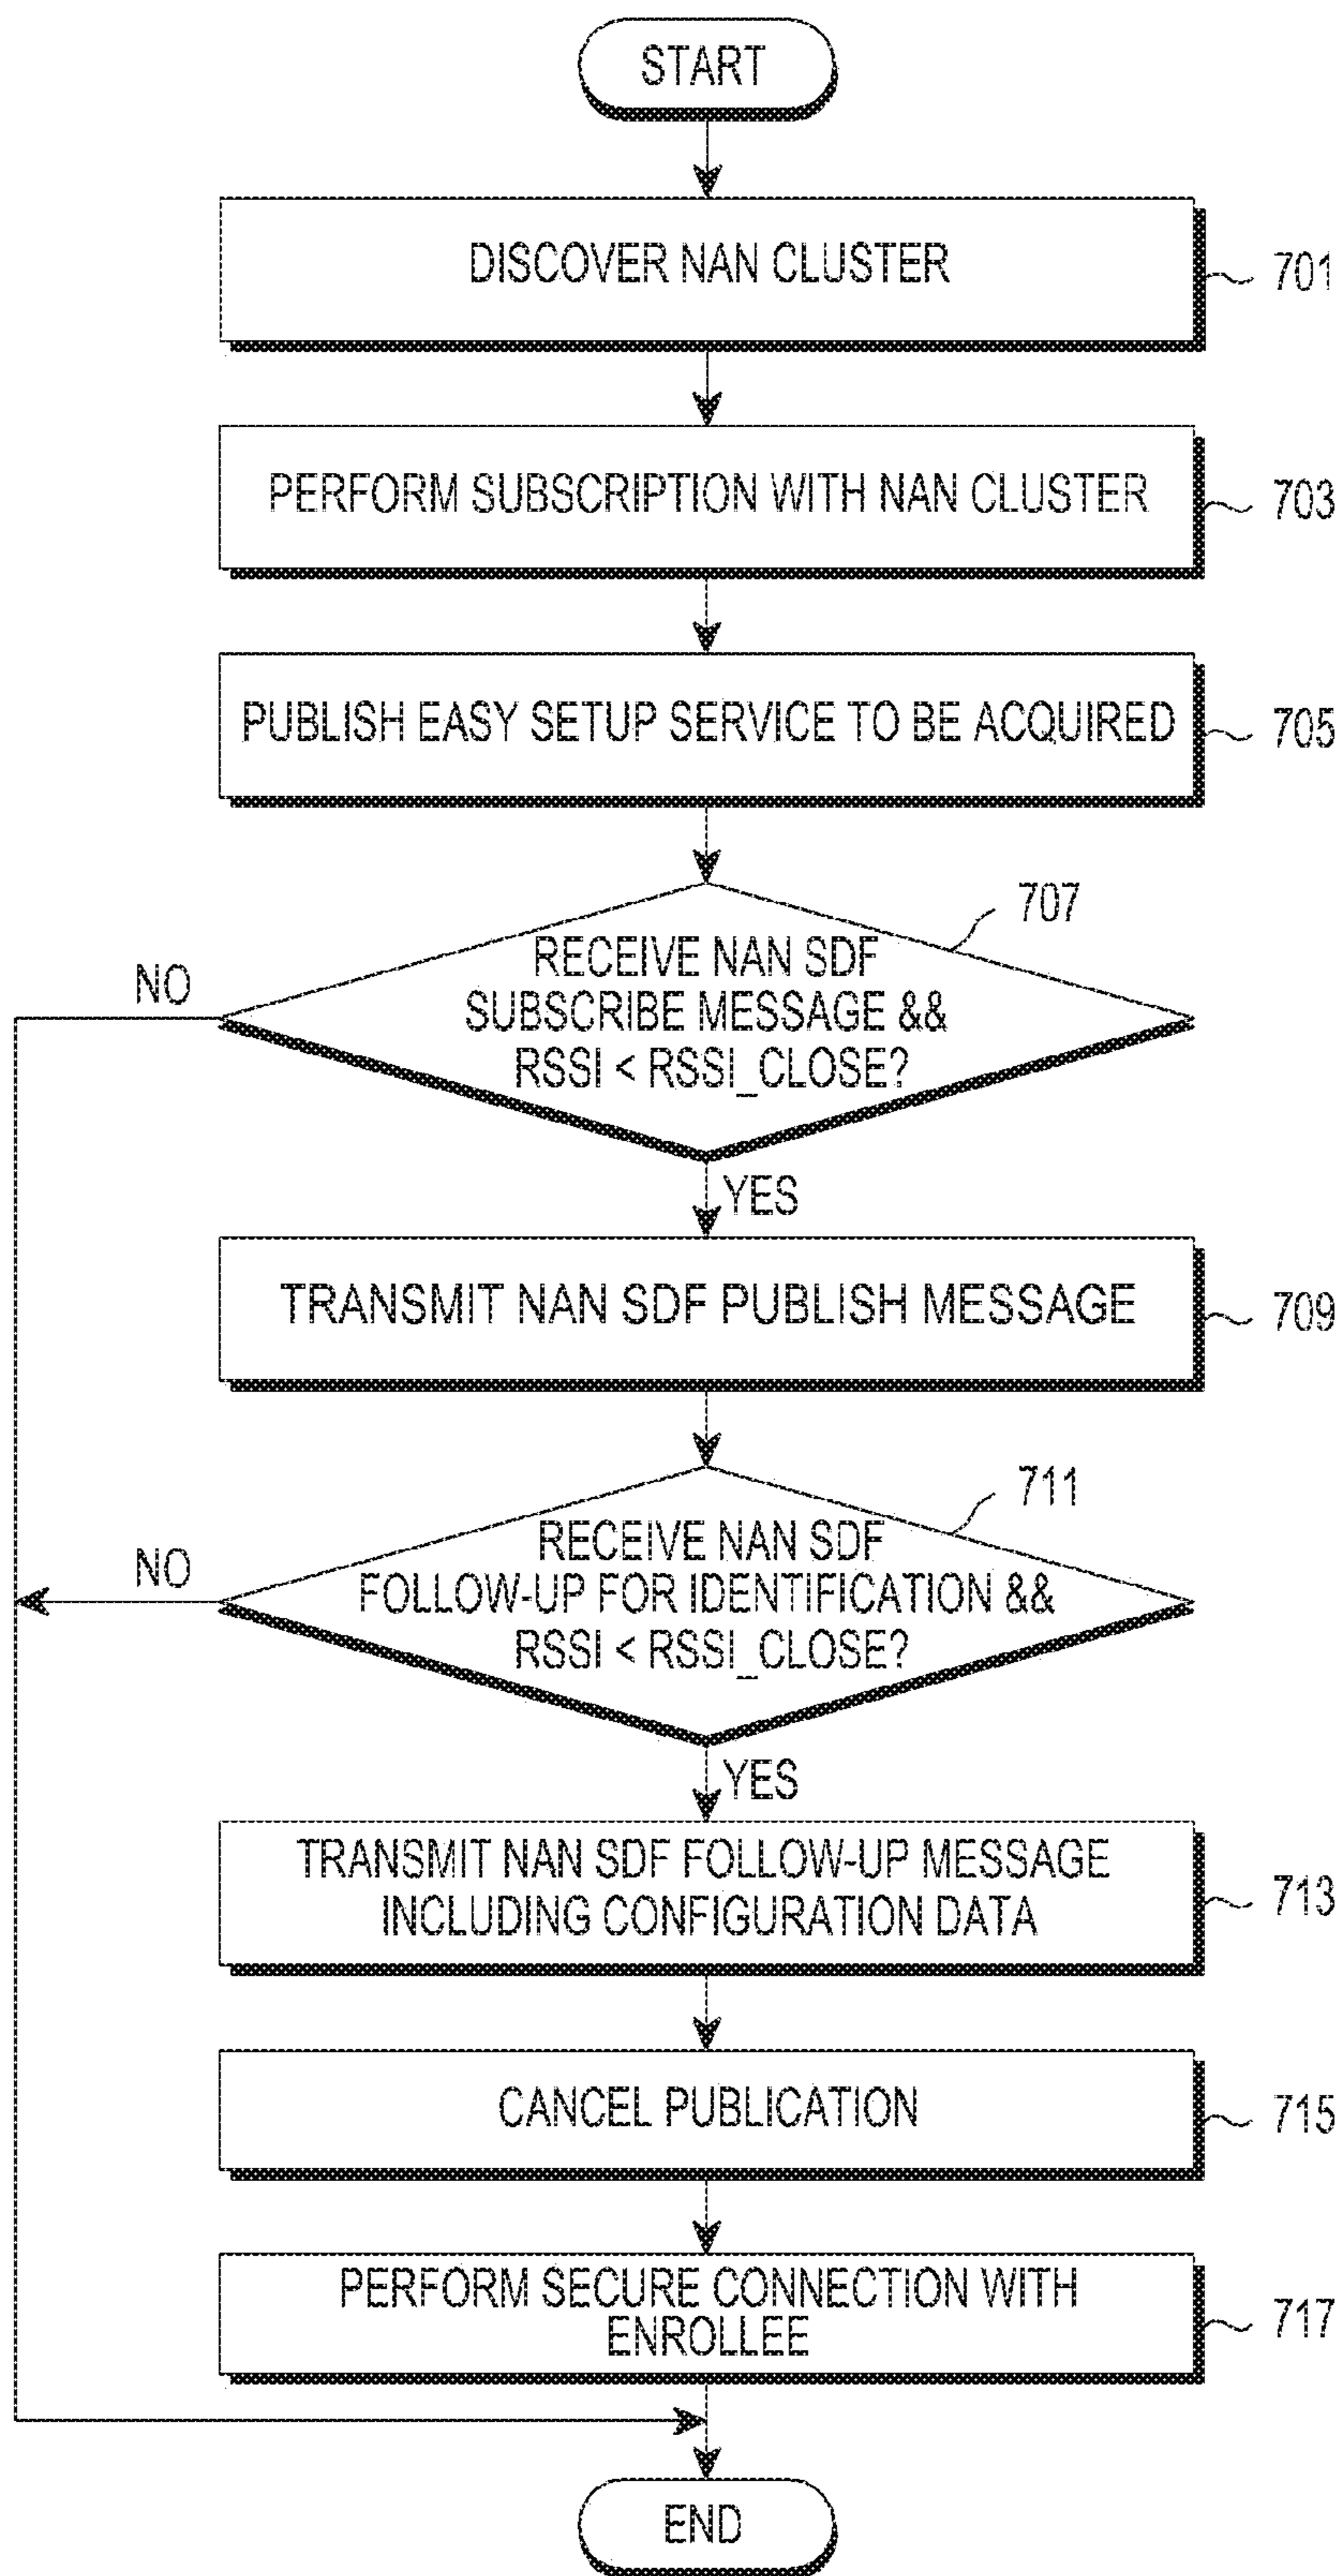 START
DISCOVER NAN CLUSTER
701
PERFORM SUBSCRIPTION WITH NAN CLUSTER
703
PUBLISH EASY SETUP SERVICE TO BE ACQUIRED
705
707
RECEIVE NAN SDF
SUBSCRIBE MESSAGE &&
RSSI < RSSI_CLOSE?
NO
YES
TRANSMIT NAN SDF PUBLISH MESSAGE
709
711
RECEIVE NAN SDF
FOLLOW-UP FOR IDENTIFICATION &&
RSSI < RSSI_CLOSE?
NO
YES
TRANSMIT NAN SDF FOLLOW-UP MESSAGE
INCLUDING CONFIGURATION DATA
713
CANCEL PUBLICATION
715
PERFORM SECURE CONNECTION WITH
ENROLLEE
717
END